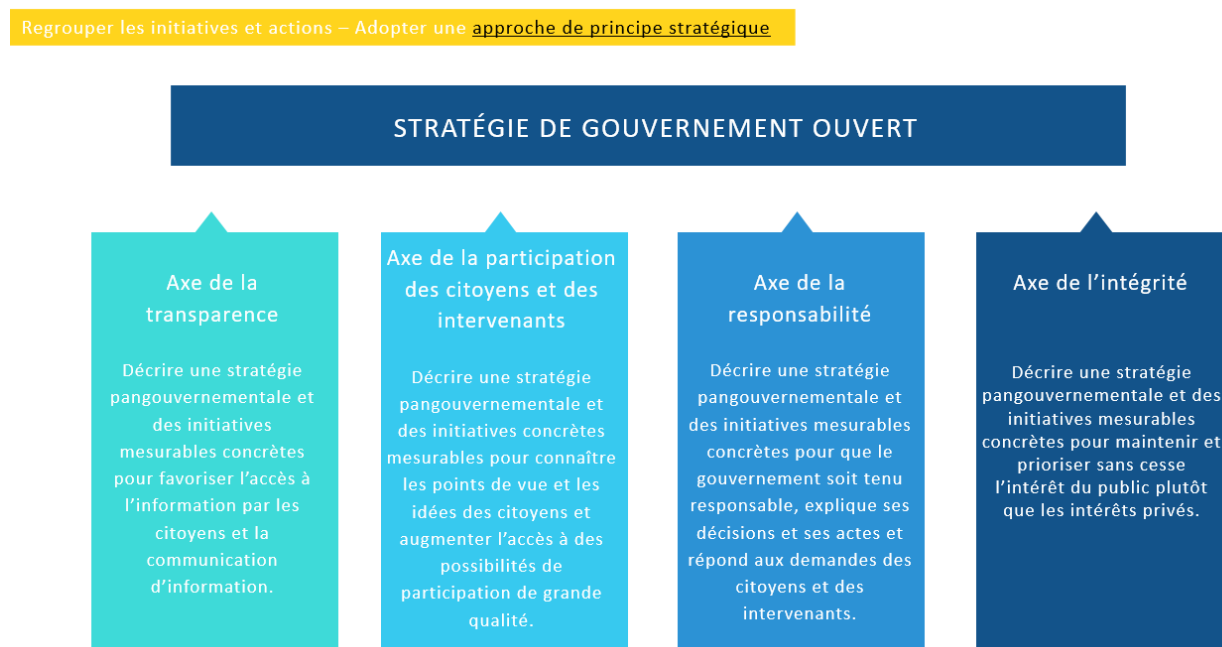 Regrouper les initiatives et actions – Adopter une approche de principe stratégique
STRATÉGIE DE GOUVERNEMENT OUVERT
Axe de la
transparence
Décrire une stratégie
pangouvernementale et
des initiatives
mesurables concrètes
pour favoriser l’accès à
l’information par les
citoyens et la
communication
d’information.
Axe de la participation
des citoyens et des
intervenants
Décrire une stratégie
pangouvernementale et
des initiatives concrètes
mesurables pour connaître
les points de vue et les
idées des citoyens et
augmenter l’accès à des
possibilités de
participation de grande
qualité.
Axe de la
responsabilité
Décrire une stratégie
pangouvernementale et
des initiatives mesurables
concrètes pour que le
gouvernement soit tenu
responsable, explique ses
décisions et ses actes et
répond aux demandes des
citoyens et des
intervenants.
Axe de l’intégrité
Décrire une stratégie
pangouvernementale et des
initiatives mesurables
concrètes pour maintenir et
prioriser sans cesse
l’intérêt du public plutôt
que les intérêts privés.